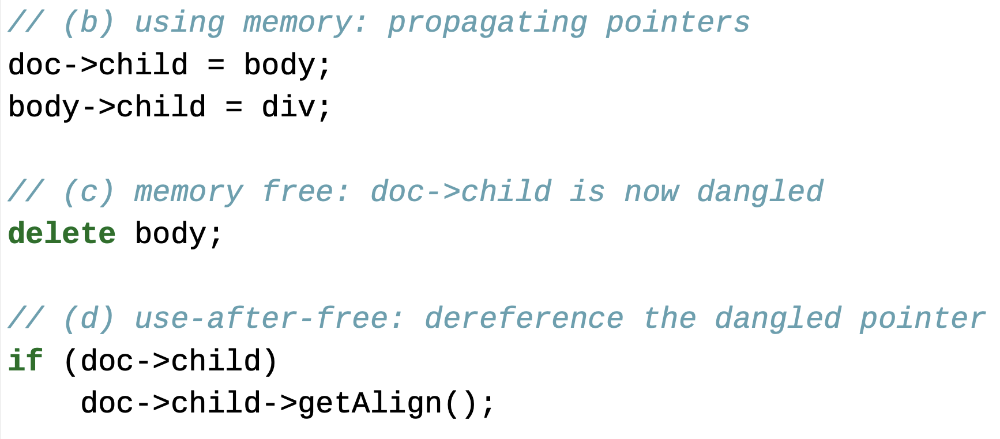 // (b) using memory: propagating pointers
doc->child = body;
body->child = div;
// (c) memory free: doc->child is now dangled
delete body;
// (d) use-after-free: dereference the dangled pointer
if (doc->child)
    doc->child->getAlign();